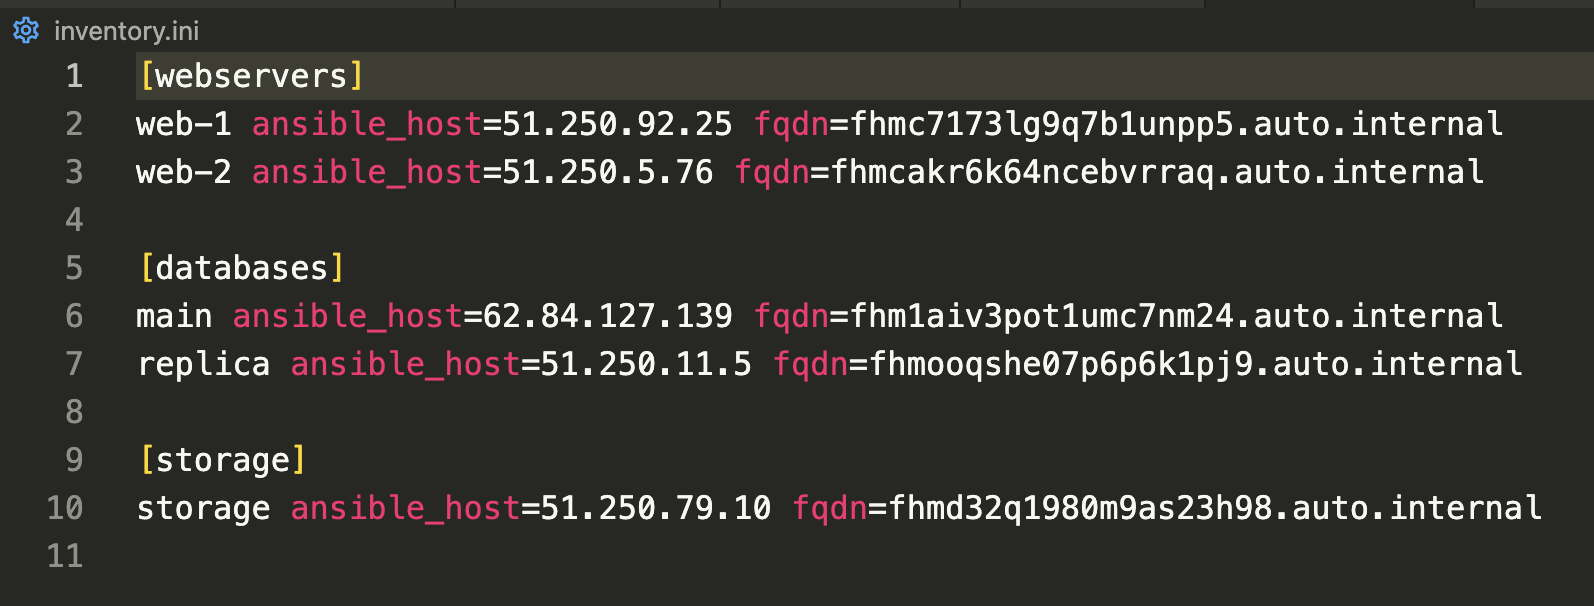 inventory.ini
1 [webservers]
2 web-1 ansible_host=51.250.92.25 fqdn=fhmc7173lg9q7b1unpp5.auto.internal
3 web-2 ansible_host=51.250.5.76 fqdn=fhmcakr6k64ncebvrraq.auto.internal
4
5 [databases]
6 main ansible_host=62.84.127.139 fqdn=fhm1aiv3pot1umc7nm24.auto.internal
7 replica ansible_host=51.250.11.5 fqdn=fhmooqshe07p6p6k1pj9.auto.internal
8
9 [storage]
10 storage ansible_host=51.250.79.10 fqdn=fhmd32q1980m9as23h98.auto.internal
11